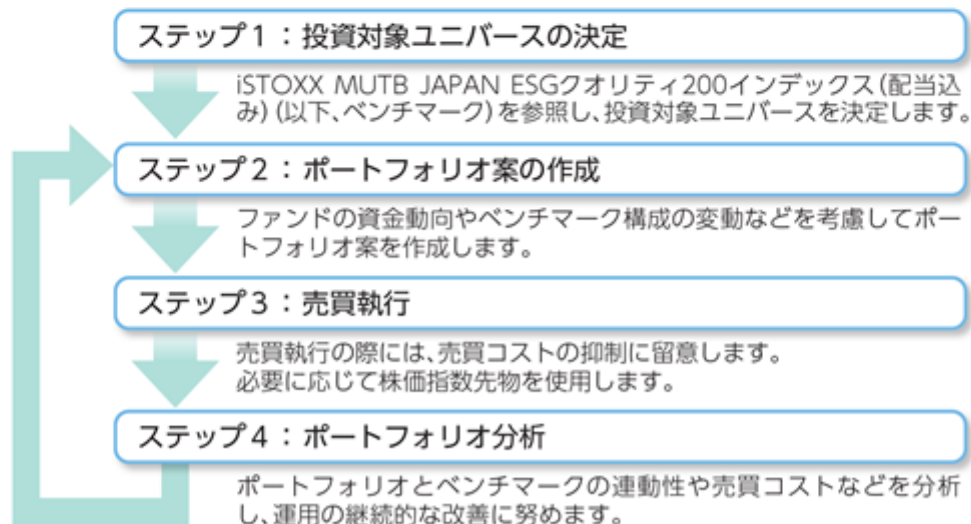 ステップ1：投資対象ユニバースの決定
iSTOXX MUTB JAPAN ESGクオリティ200インデックス(配当込
み)(以下、ベンチマーク)を参照し、投資対象ユニバースを決定します。
ステップ2：ポートフォリオ案の作成
ファンドの資金動向やベンチマーク構成の変動などを考慮してポー
トフォリオ案を作成します。
ステップ3：売買執行
売買執行の際には、売買コストの抑制に留意します。
必要に応じて株価指数先物を使用します。
ステップ4：ポートフォリオ分析
ポートフォリオとベンチマークの連動性や売買コストなどを分析
し、運用の継続的な改善に努めます。